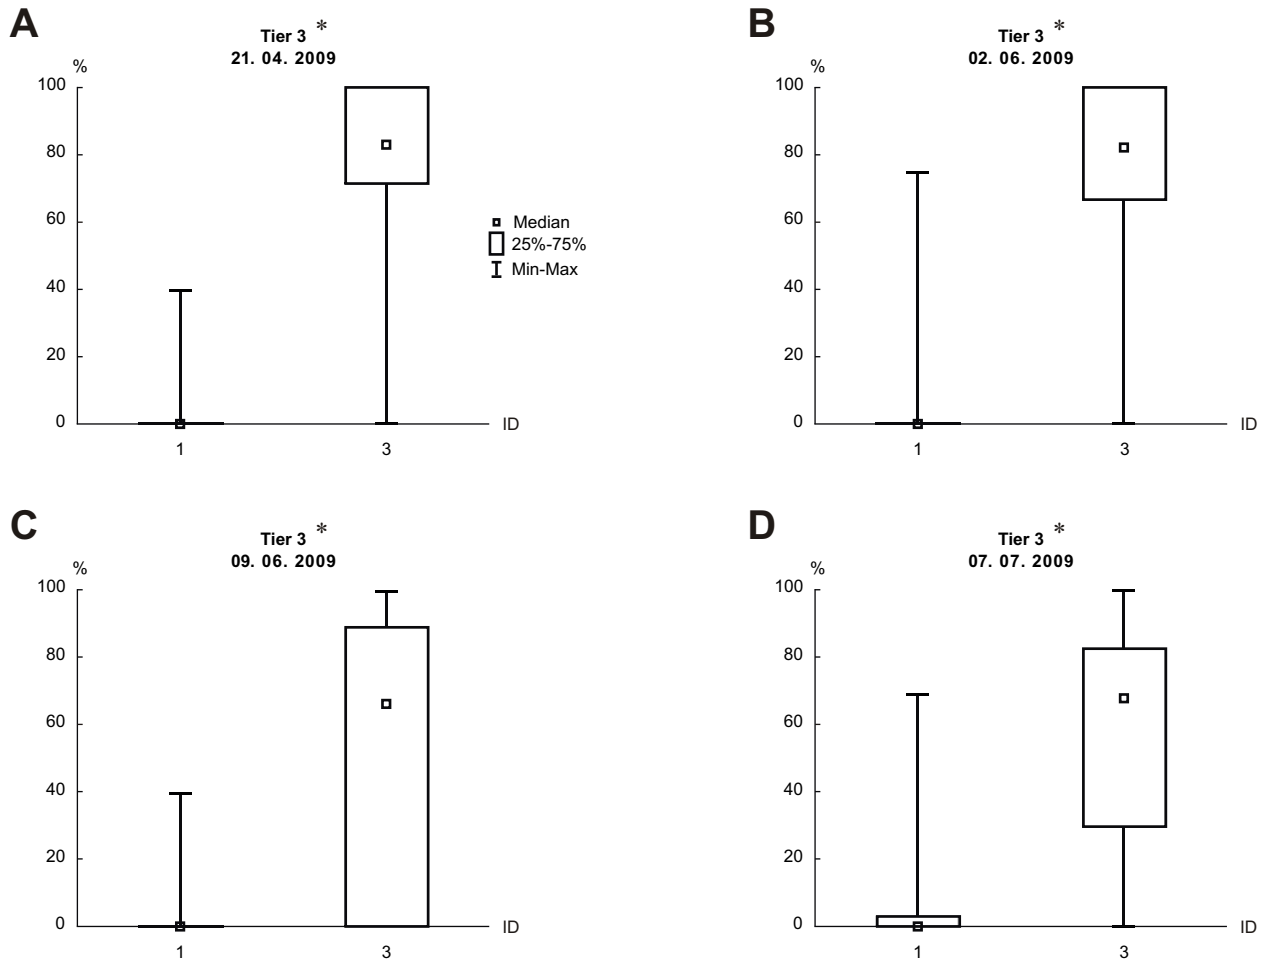 A
Tier 3 *
21. 04. 2009
%
100
80
60
40
20
0
ID
1
3
Median
25%-75%
Min-Max
B
Tier 3 *
02. 06. 2009
%
100
80
60
40
20
0
ID
1
3
C
Tier 3 *
09. 06. 2009
%
100
80
60
40
20
0
ID
1
3
D
Tier 3 *
07. 07. 2009
%
100
80
60
40
20
0
ID
1
3